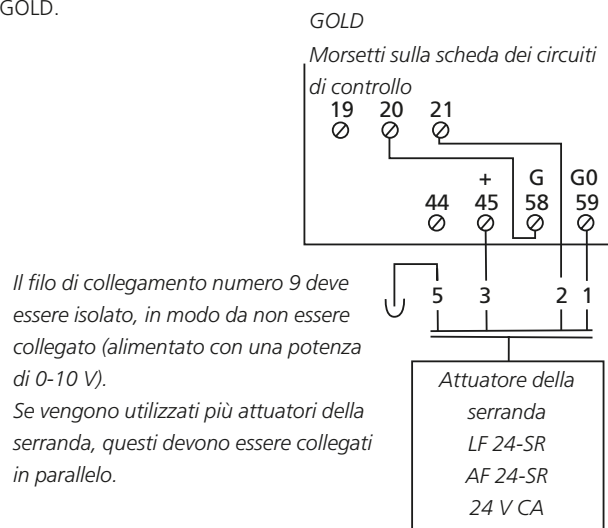 GOLD.
GOLD
Morsetti sulla scheda dei circuiti
di controllo
19 20 21
+ G G0
44 45 58 59
Il filo di collegamento numero 9 deve
essere isolato, in modo da non essere
collegato (alimentato con una potenza
di 0-10 V).
Se vengono utilizzati più attuatori della
serranda, questi devono essere collegati
in parallelo.
5 3 2 1
Attuatore della
serranda
LF 24-SR
AF 24-SR
24 V CA